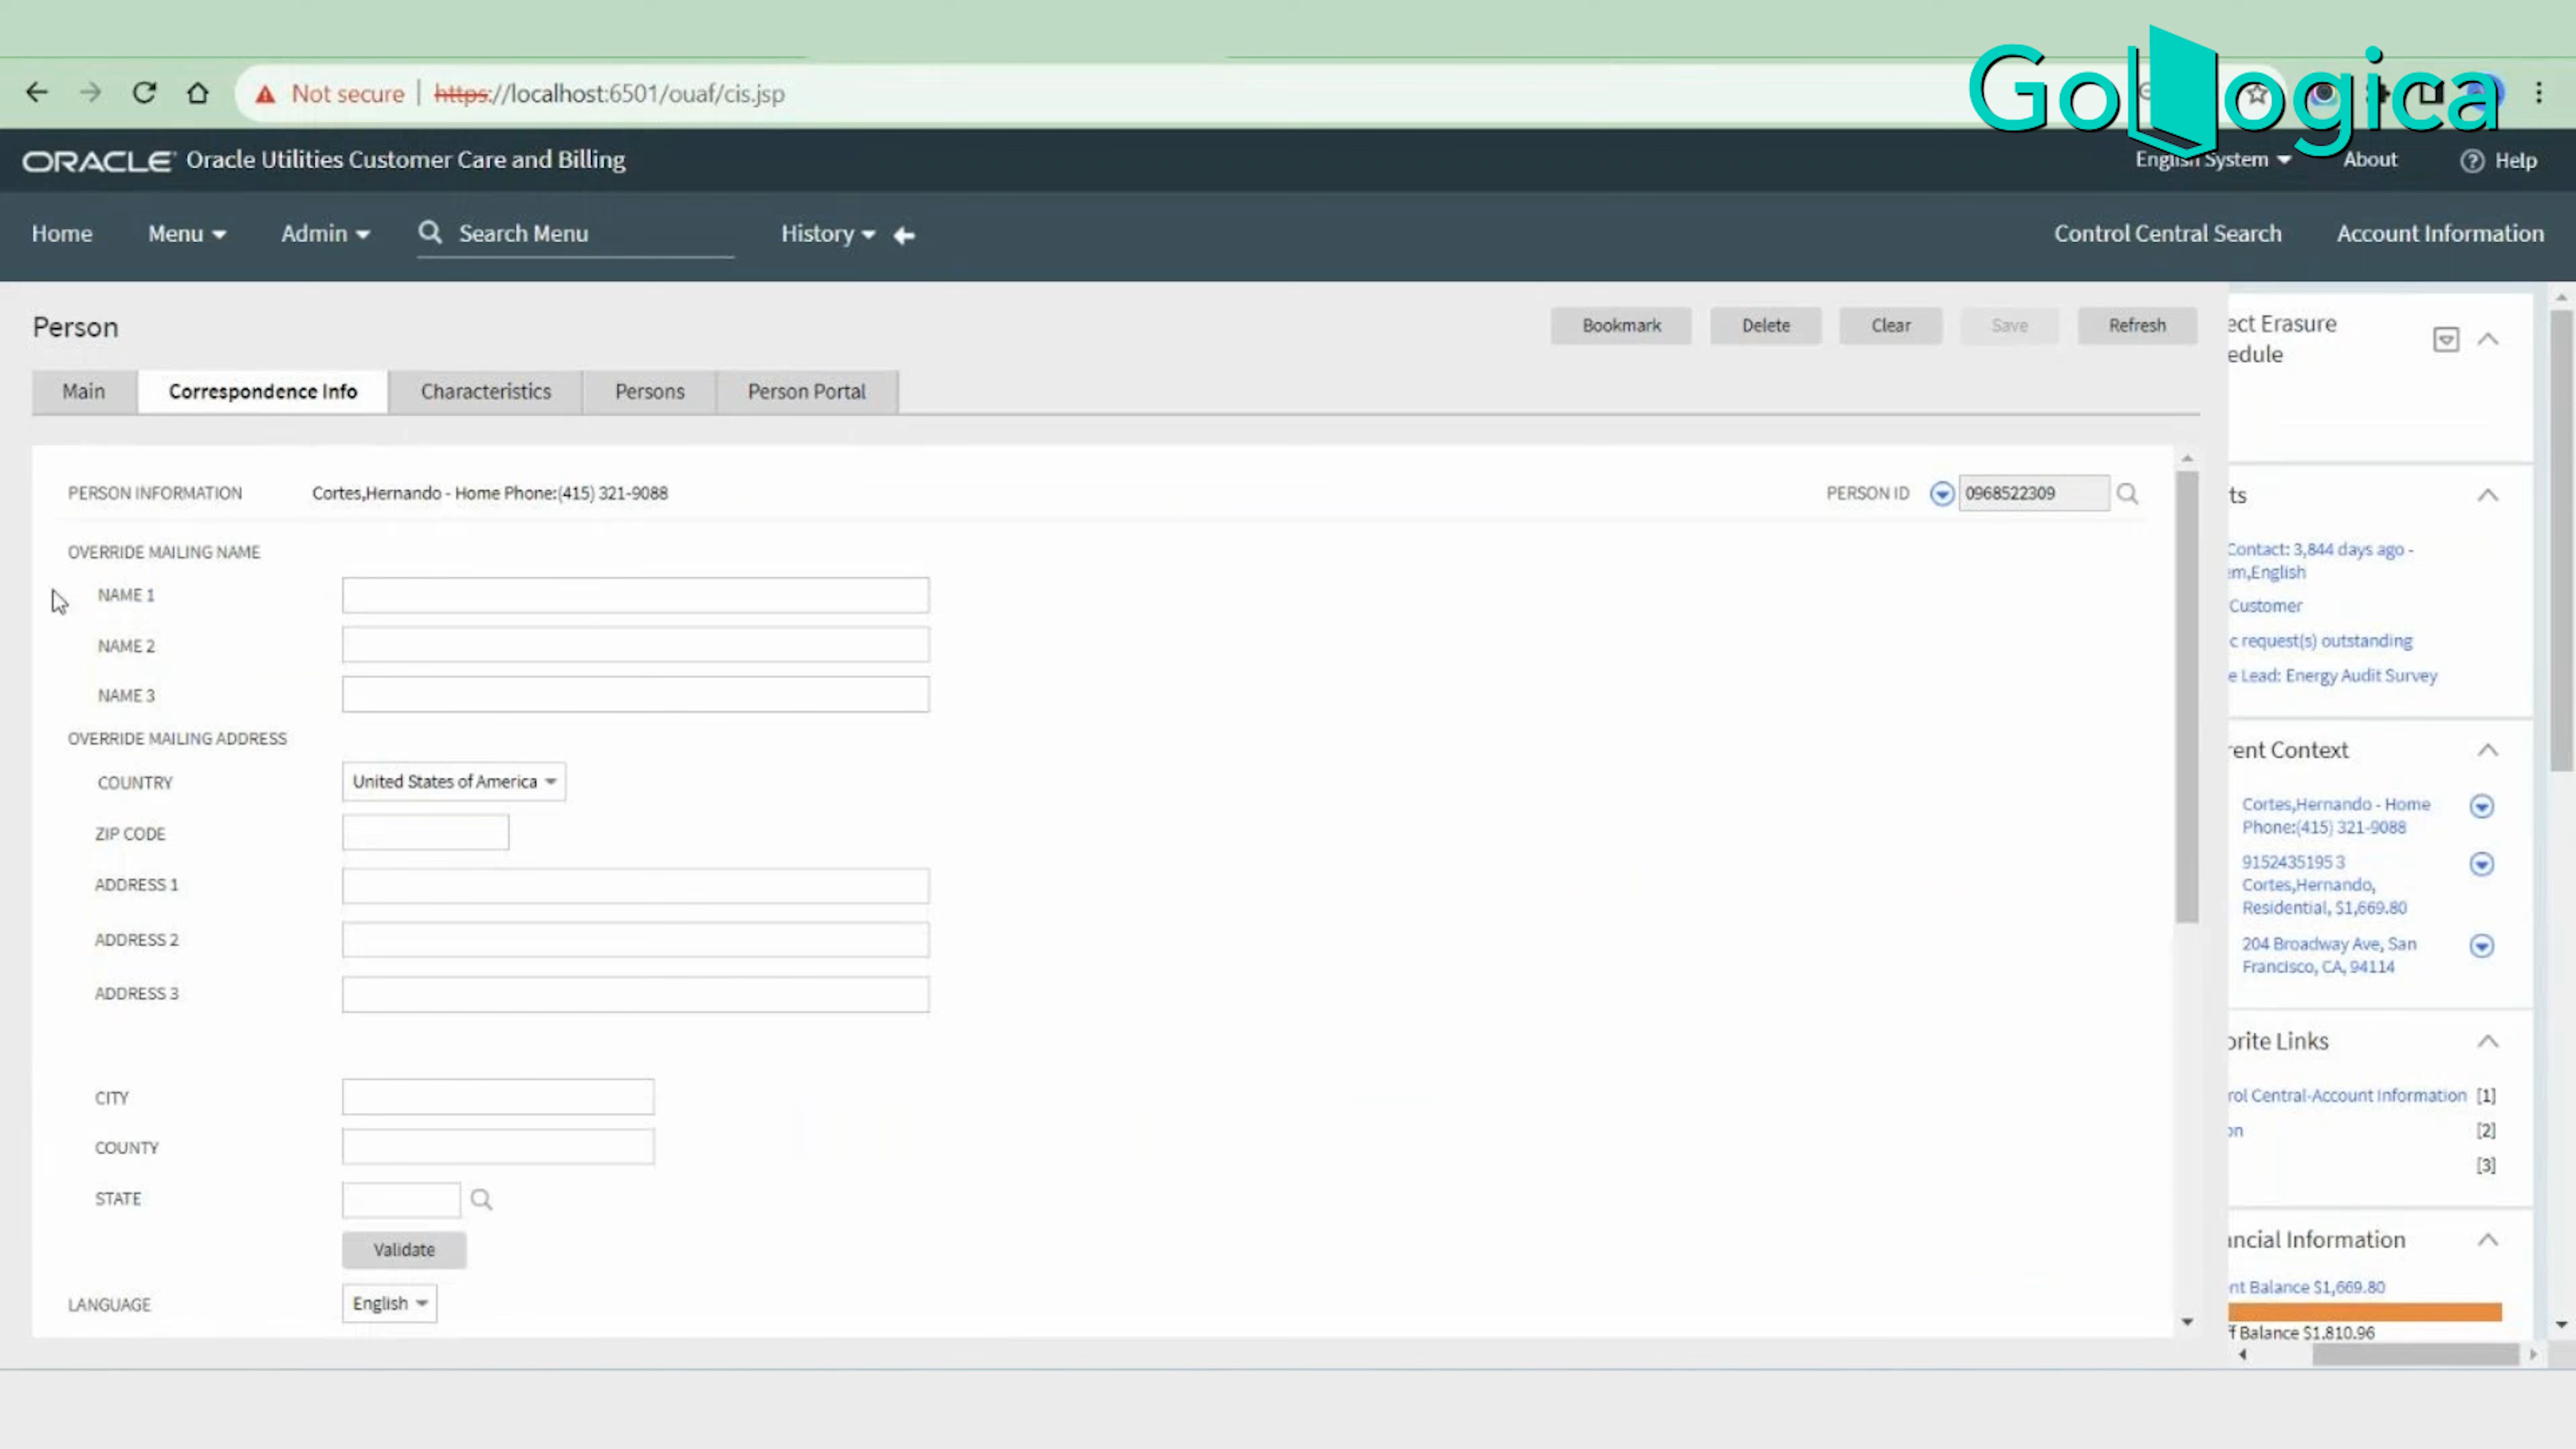 GoLogica
Not secure | https://localhost:6501/ouaf/cis.jsp
ORACLE Oracle Utilities Customer Care and Billing
English System
About
Help
Home
Menu
Admin
Search Menu
History
Control Central Search
Account Information
Person
Bookmark
Delete
Clear
Save
Refresh
Main
Correspondence Info
Characteristics
Persons
Person Portal
PERSON INFORMATION
Cortes,Hernando - Home Phone:(415) 321-9088
PERSON ID
0968522309
OVERRIDE MAILING NAME
NAME 1
NAME 2
NAME 3
OVERRIDE MAILING ADDRESS
COUNTRY
United States of America
ZIP CODE
ADDRESS 1
ADDRESS 2
ADDRESS 3
CITY
COUNTY
STATE
Validate
LANGUAGE
English
ect Erasure
edule
ts
Contact: 3,844 days ago -
em,English
Customer
c request(s) outstanding
e Lead: Energy Audit Survey
rent Context
Cortes,Hernando - Home
Phone:(415) 321-9088
9152435195 3
Cortes,Hernando,
Residential, $1,669.80
204 Broadway Ave, San
Francisco, CA, 94114
orite Links
rol Central-Account Information [1]
on [2]
[3]
ncial Information
nt Balance $1,669.80
f Balance $1,810.96